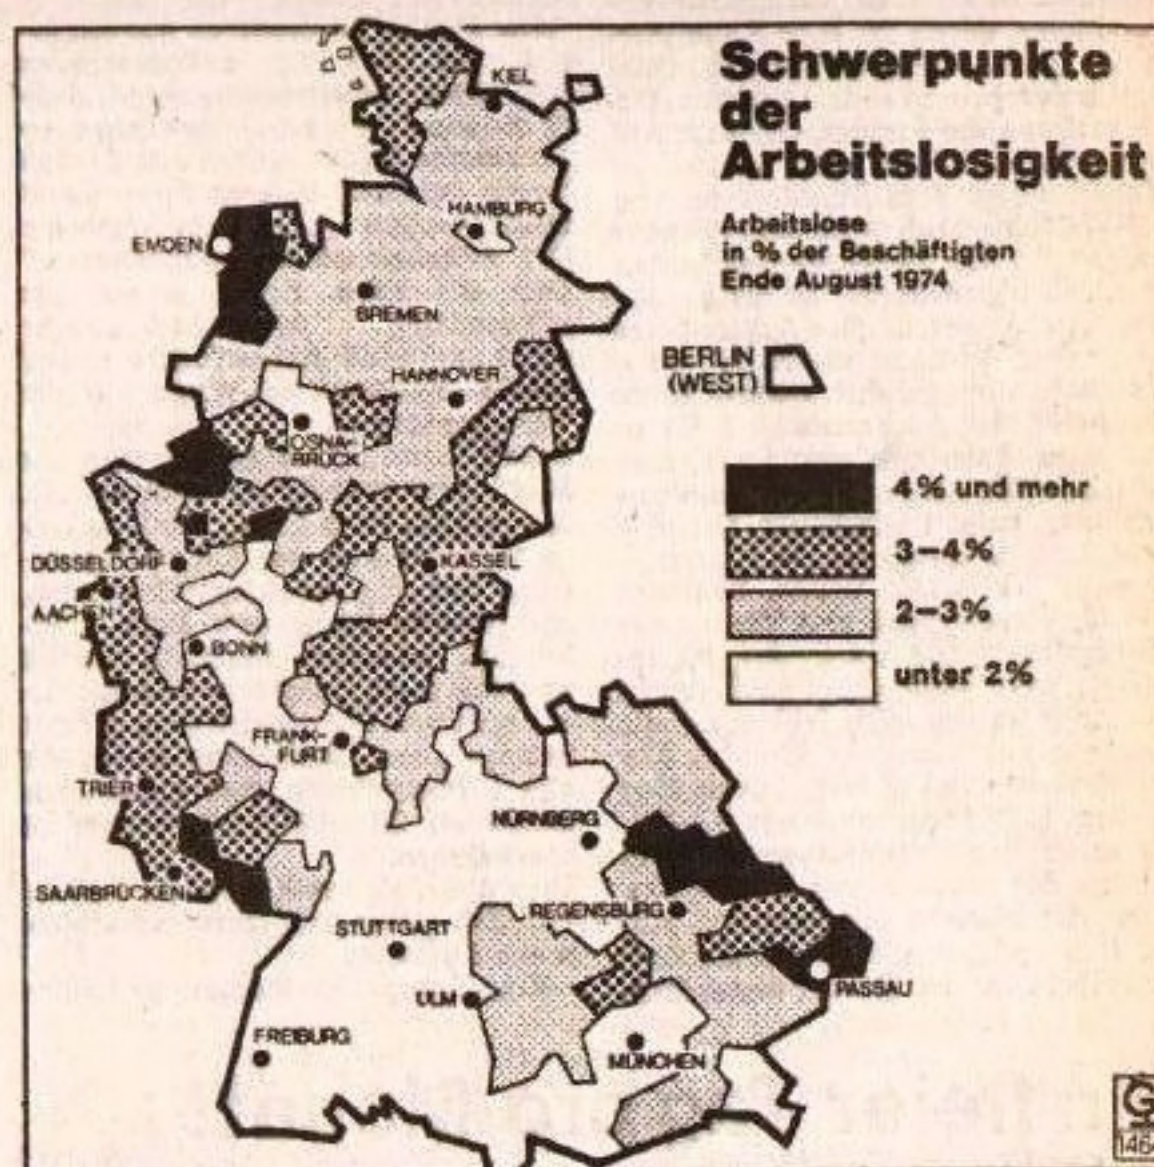 Schwerpunkte
der
Arbeitslosigkeit
Arbeitslose
in % der Beschäftigten
Ende August 1974
KIEL
HAMBURG
EMDEN
BREMEN
BERLIN
(WEST)
HANNOVER
OSNA-
BRÜCK
4% und mehr
3–4%
DÜSSELDORF
KASSEL
AACHEN
2–3%
BONN
unter 2%
FRANK-
FURT
TRIER
NÜRNBERG
SAARBRÜCKEN
REGENSBURG
STUTTGART
ULM
PASSAU
FREIBURG
MÜNCHEN
G